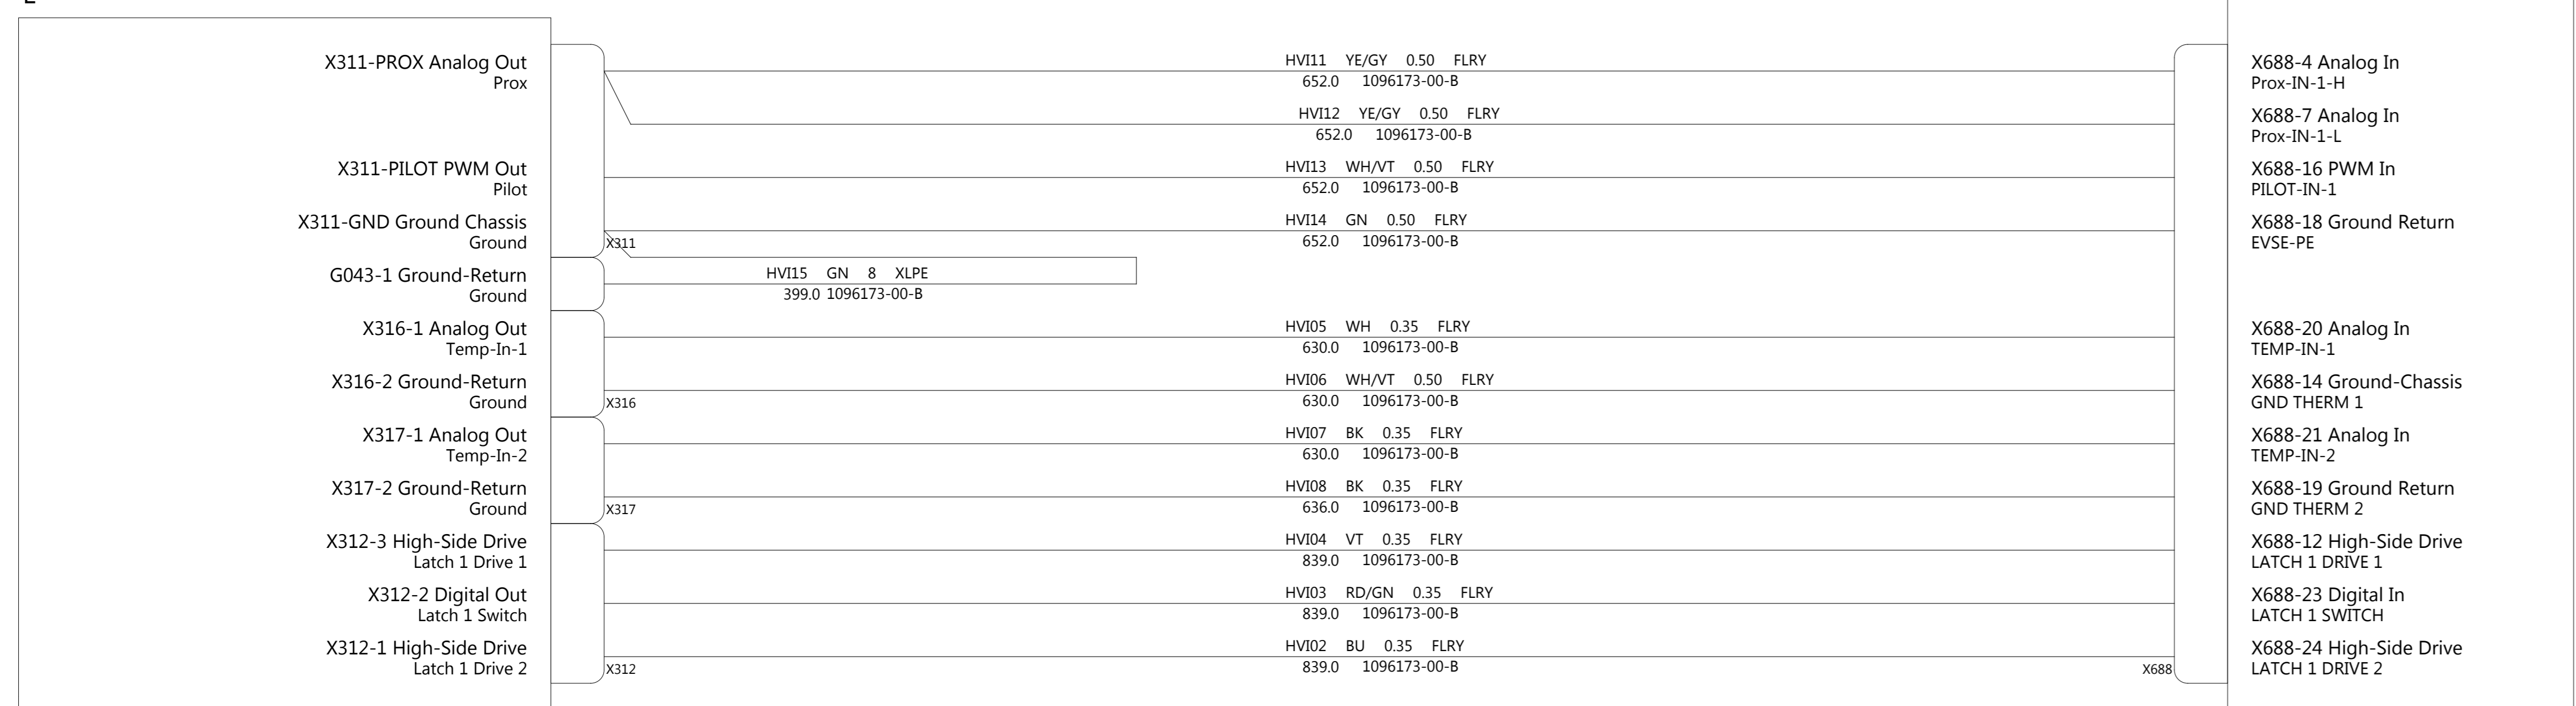 X311-PROX Analog Out
Prox
HVI11 YE/GY 0.50 FLRY
652.0 1096173-00-B
X688-4 Analog In
Prox-IN-1-H
HVI12 YE/GY 0.50 FLRY
652.0 1096173-00-B
X688-7 Analog In
Prox-IN-1-L
X311-PILOT PWM Out
Pilot
HVI13 WH/VT 0.50 FLRY
652.0 1096173-00-B
X688-16 PWM In
PILOT-IN-1
X311-GND Ground Chassis
Ground
X311
HVI14 GN 0.50 FLRY
652.0 1096173-00-B
X688-18 Ground Return
EVSE-PE
G043-1 Ground-Return
Ground
HVI15 GN 8 XLPE
399.0 1096173-00-B
X316-1 Analog Out
Temp-In-1
HVI05 WH 0.35 FLRY
630.0 1096173-00-B
X688-20 Analog In
TEMP-IN-1
X316-2 Ground-Return
Ground
X316
HVI06 WH/VT 0.50 FLRY
630.0 1096173-00-B
X688-14 Ground-Chassis
GND THERM 1
X317-1 Analog Out
Temp-In-2
HVI07 BK 0.35 FLRY
630.0 1096173-00-B
X688-21 Analog In
TEMP-IN-2
X317-2 Ground-Return
Ground
X317
HVI08 BK 0.35 FLRY
636.0 1096173-00-B
X688-19 Ground Return
GND THERM 2
X312-3 High-Side Drive
Latch 1 Drive 1
HVI04 VT 0.35 FLRY
839.0 1096173-00-B
X688-12 High-Side Drive
LATCH 1 DRIVE 1
X312-2 Digital Out
Latch 1 Switch
HVI03 RD/GN 0.35 FLRY
839.0 1096173-00-B
X688-23 Digital In
LATCH 1 SWITCH
X312-1 High-Side Drive
Latch 1 Drive 2
X312
HVI02 BU 0.35 FLRY
839.0 1096173-00-B
X688
X688-24 High-Side Drive
LATCH 1 DRIVE 2